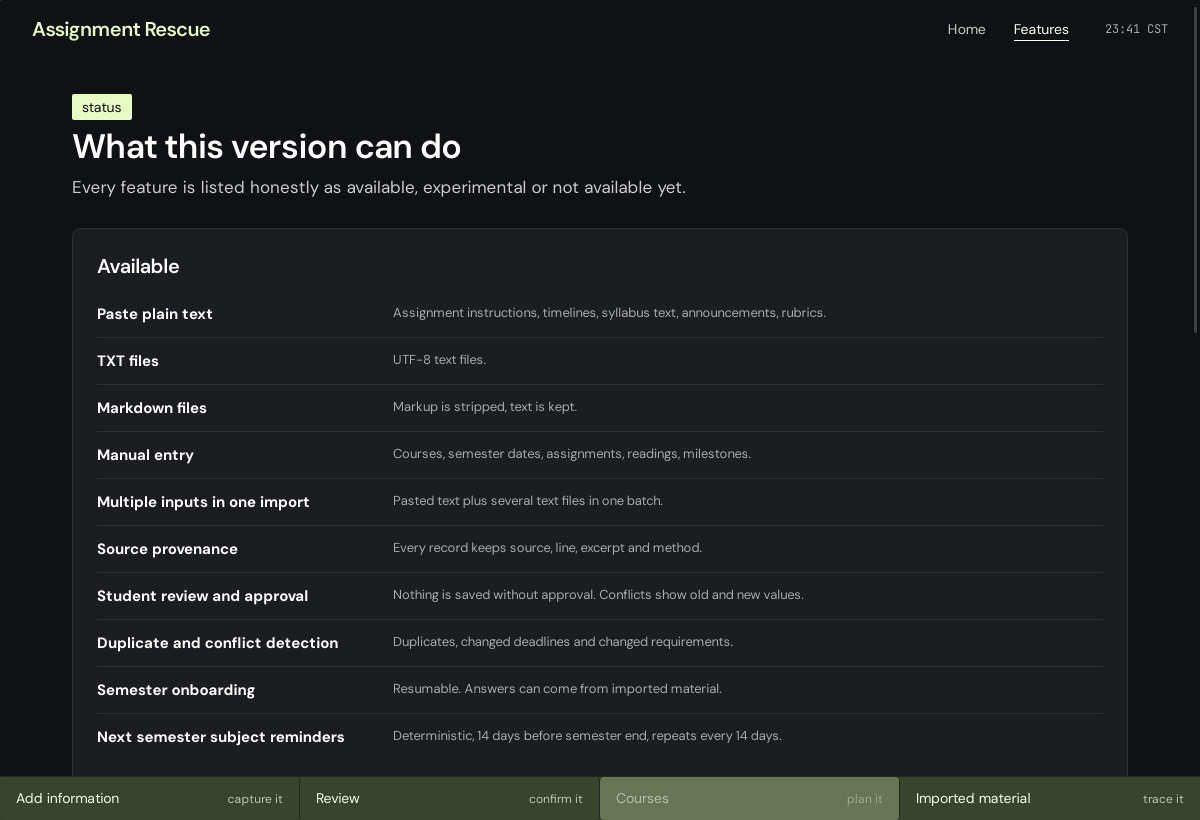 Assignment Rescue
Home
Features
23:41 CST
status
What this version can do
Every feature is listed honestly as available, experimental or not available yet.
Available
Paste plain text
Assignment instructions, timelines, syllabus text, announcements, rubrics.
TXT files
UTF-8 text files.
Markdown files
Markup is stripped, text is kept.
Manual entry
Courses, semester dates, assignments, readings, milestones.
Multiple inputs in one import
Pasted text plus several text files in one batch.
Source provenance
Every record keeps source, line, excerpt and method.
Student review and approval
Nothing is saved without approval. Conflicts show old and new values.
Duplicate and conflict detection
Duplicates, changed deadlines and changed requirements.
Semester onboarding
Resumable. Answers can come from imported material.
Next semester subject reminders
Deterministic, 14 days before semester end, repeats every 14 days.
Add information
capture it
Review
confirm it
Courses
plan it
Imported material
trace it